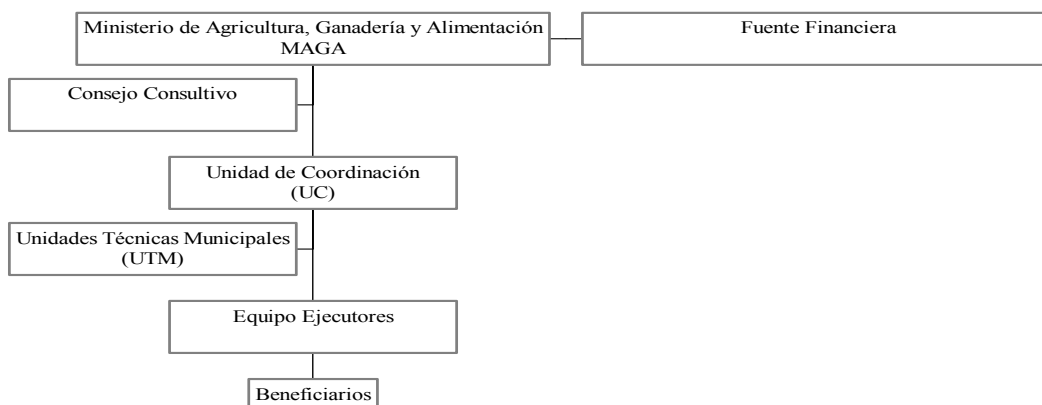 Ministerio de Agricultura, Ganadería y Alimentación
MAGA
Fuente Financiera
Consejo Consultivo
Unidad de Coordinación
(UC)
Unidades Técnicas Municipales
(UTM)
Equipo Ejecutores
Beneficiarios